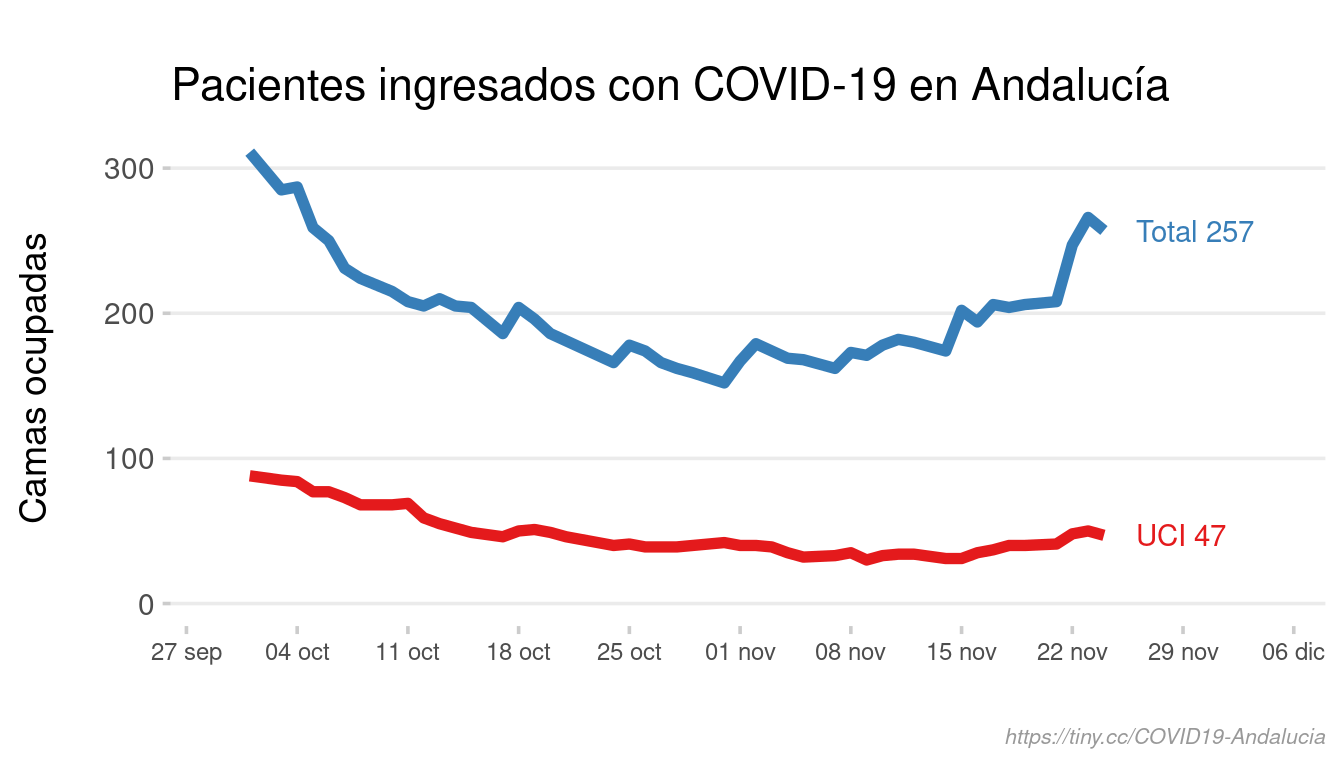 Pacientes ingresados con COVID-19 en Andalucía
Camas ocupadas
300
200
100
0
Total 257
UCI 47
27 sep 04 oct 11 oct 18 oct 25 oct 01 nov 08 nov 15 nov 22 nov 29 nov 06 dic
https://tiny.cc/COVID19-Andalucia